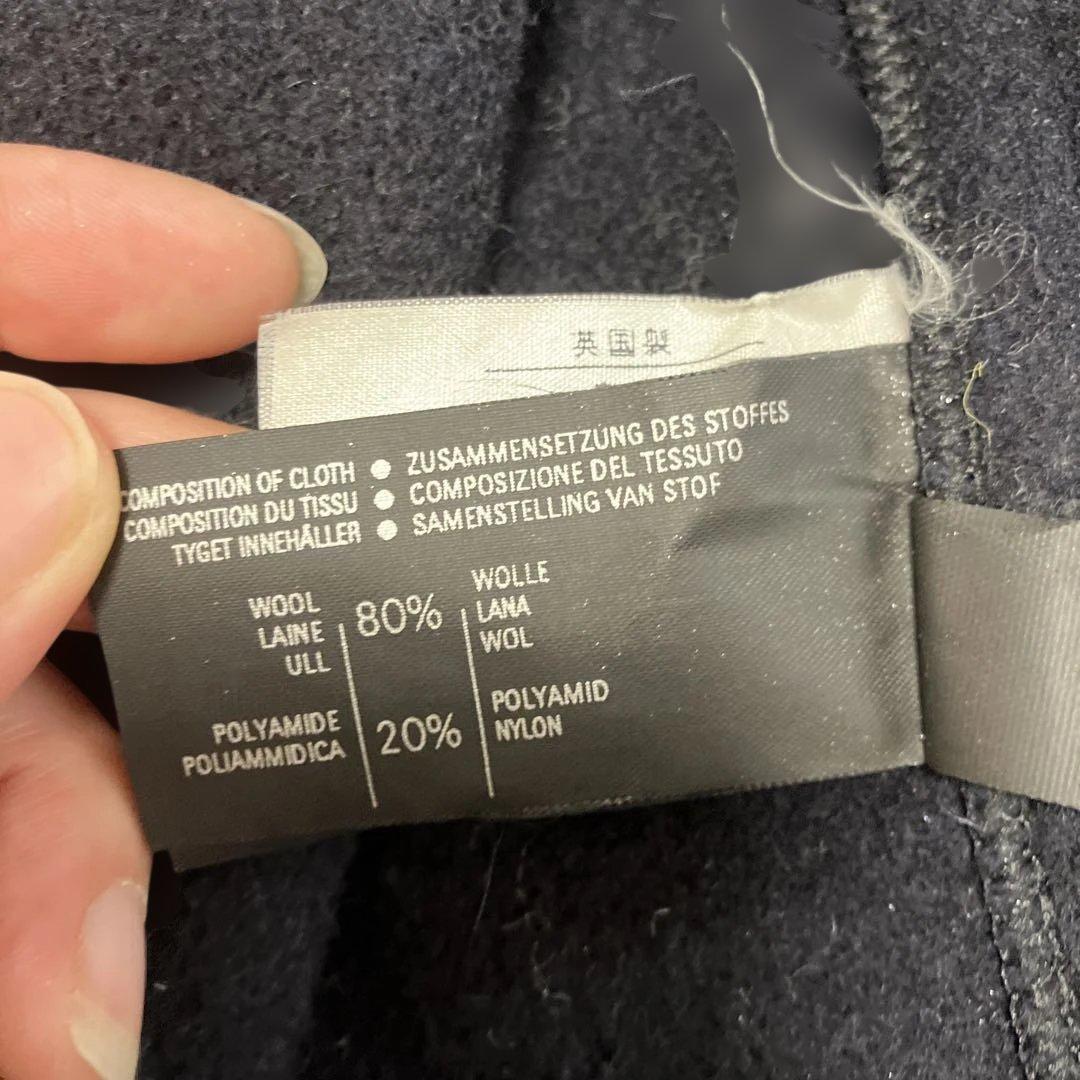 英国製
COMPOSITION OF CLOTH ● ZUSAMMENSETZUNG DES STOFFES
COMPOSITION DU TISSU ● COMPOSIZIONE DEL TESSUTO
TYGET INNEHÅLLER ● SAMENSTELLING VAN STOF
WOOL 80% WOLLE
LAINE LANA
ULL WOL
POLYAMIDE 20% POLYAMID
POLIAMMIDICA NYLON